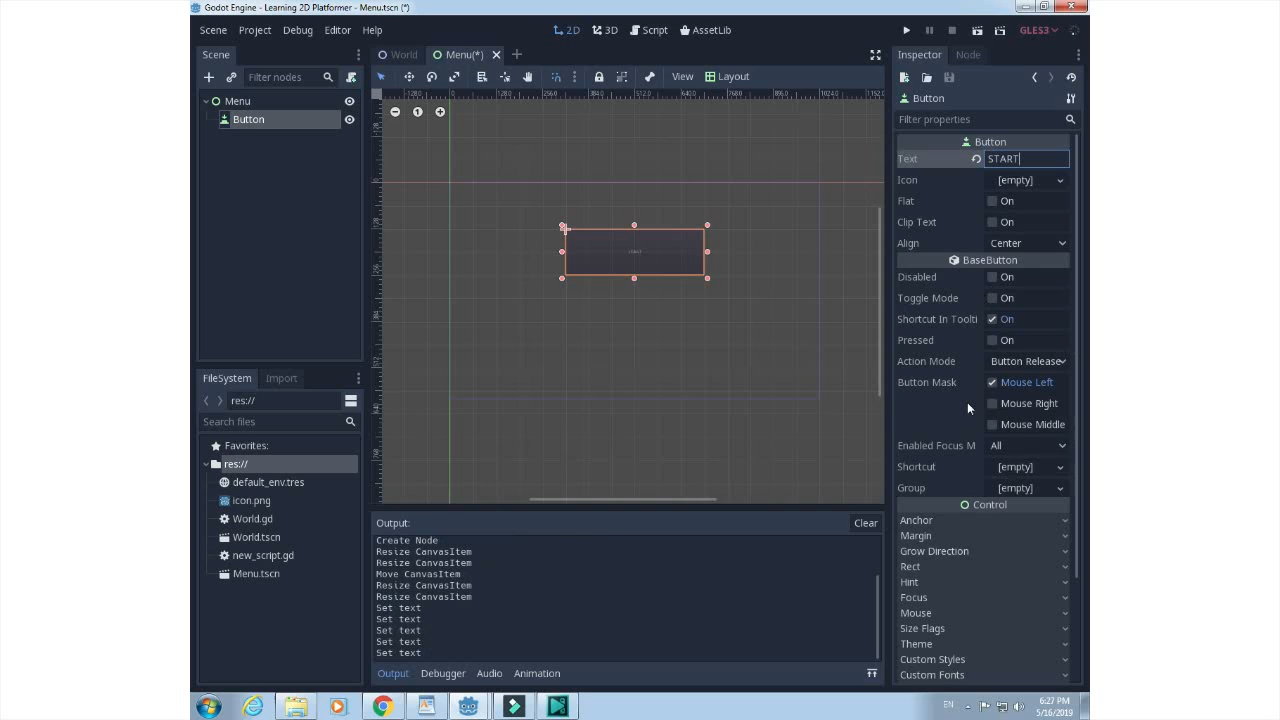 Godot Engine - Learning 2D Platformer - Menu.tscn (*)
Scene Project Debug Editor Help
2D 3D Script AssetLib
GLES3
Scene
Filter nodes
Menu
Button
FileSystem Import
res://
Search files
Favorites:
res://
default_env.tres
icon.png
World.gd
World.tscn
new_script.gd
Menu.tscn
World Menu(*)
View Layout
Output:
Clear
Create Node
Resize CanvasItem
Resize CanvasItem
Move CanvasItem
Resize CanvasItem
Resize CanvasItem
Set text
Set text
Set text
Set text
Set text
Output Debugger Audio Animation
Inspector Node
Button
Filter properties
Button
Text START
Icon [empty]
Flat On
Clip Text On
Align Center
BaseButton
Disabled On
Toggle Mode On
Shortcut In Toolti On
Pressed On
Action Mode Button Release
Button Mask Mouse Left
Mouse Right
Mouse Middle
Enabled Focus M All
Shortcut [empty]
Group [empty]
Control
Anchor
Margin
Grow Direction
Rect
Hint
Focus
Mouse
Size Flags
Theme
Custom Styles
Custom Fonts
EN
6:27 PM
5/16/2019